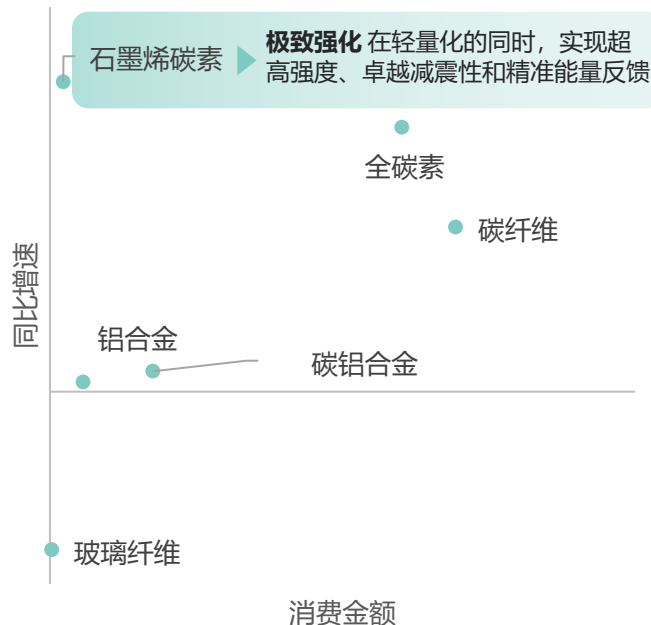 石墨烯碳素
极致强化 在轻量化的同时，实现超
高强度、卓越减震性和精准能量反馈
全碳素
碳纤维
同比增速
铝合金
碳铝合金
玻璃纤维
消费金额